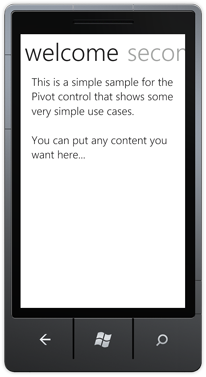 welcome secon
This is a simple sample for the
Pivot control that shows some
very simple use cases.
You can put any content you
want here...